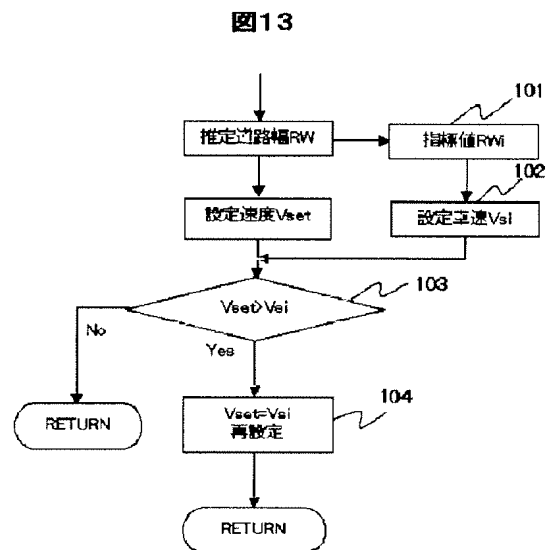 図13
101
推定道路幅RW
指標値RWi
102
設定速度Vset
設定車速Vsi
103
Vset>Vsi
No
Yes
104
Vset=Vsi
再設定
RETURN
RETURN